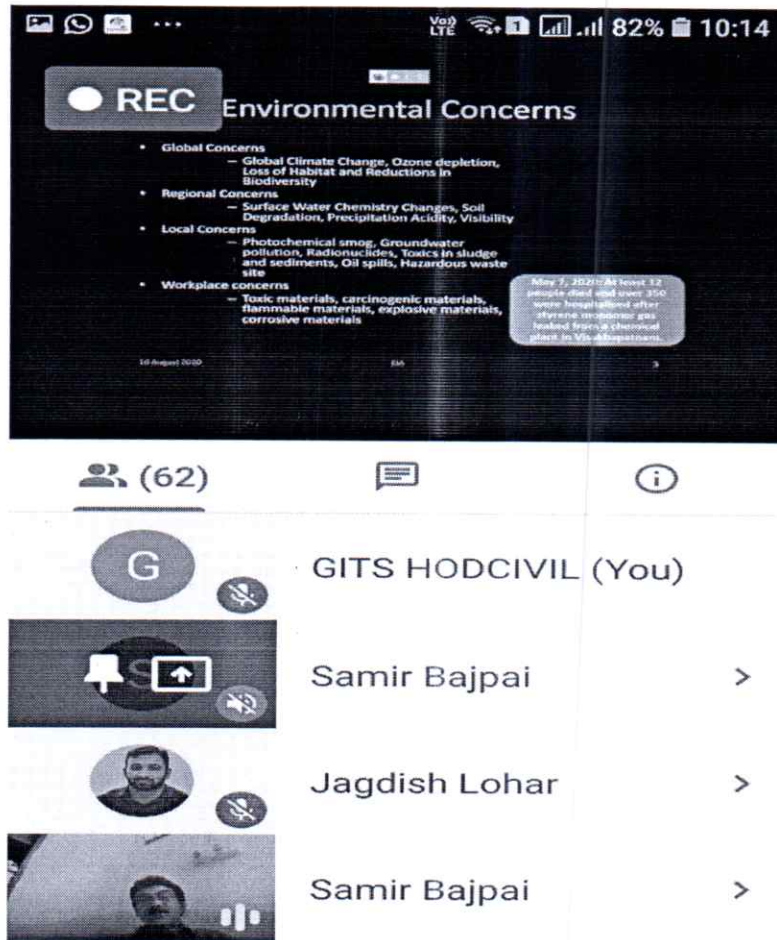 Vo))
LTE
1
82%
10:14
REC
Environmental Concerns
• Global Concerns
– Global Climate Change, Ozone depletion,
Loss of Habitat and Reductions in
Biodiversity
• Regional Concerns
– Surface Water Chemistry Changes, Soil
Degradation, Precipitation Acidity, Visibility
• Local Concerns
– Photochemical smog, Groundwater
pollution, Radionuclides, Toxics in sludge
and sediments, Oil spills, Hazardous waste
site
• Workplace concerns
– Toxic materials, carcinogenic materials,
flammable materials, explosive materials,
corrosive materials
May 7, 2020: At least 12
people died and over 350
were hospitalised after
styrene monomer gas
leaked from a chemical
plant in Visakhapatnam.
10 August 2020
EIA
3
(62)
G
GITS HODCIVIL (You)
S
Samir Bajpai
Jagdish Lohar
Samir Bajpai